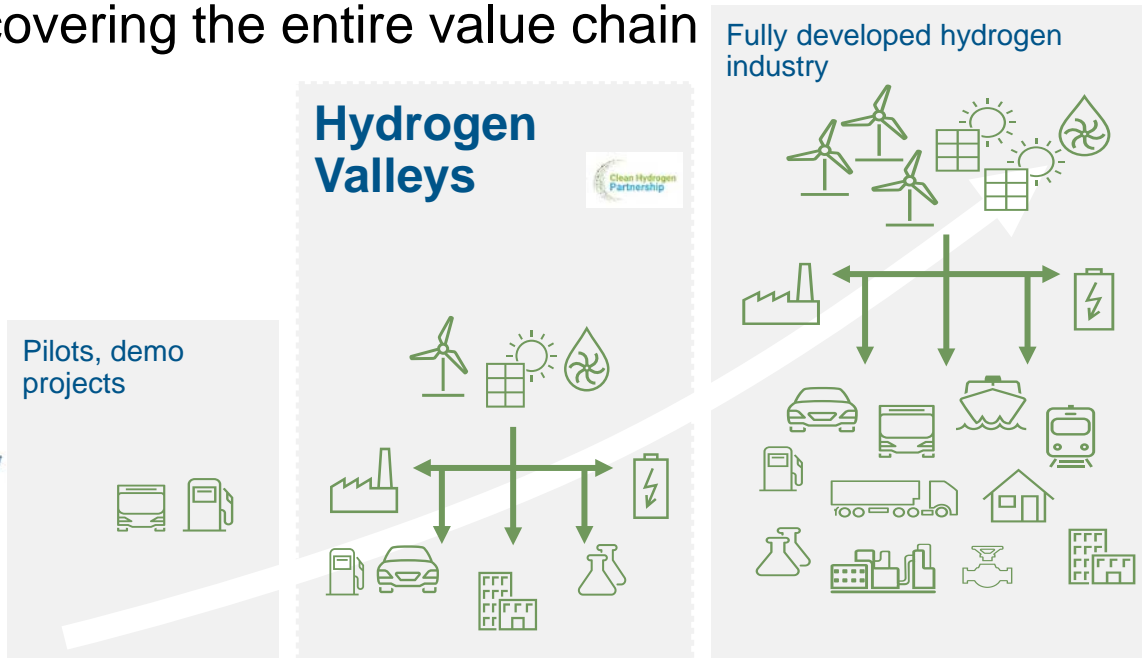 covering the entire value chain
Fully developed hydrogen
industry
Hydrogen
Valleys
Clean Hydrogen
Partnership
Pilots, demo
projects